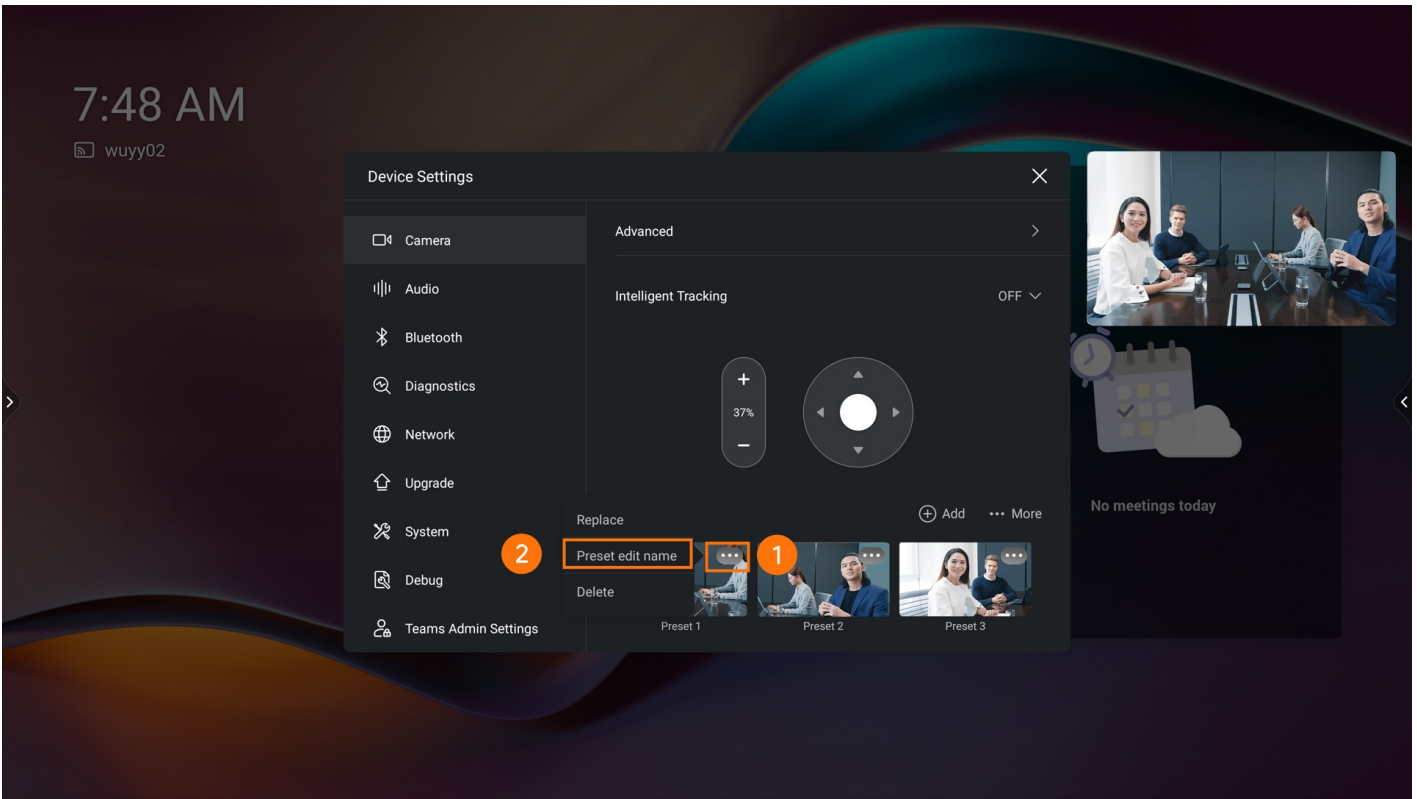 7:48 AM
wuyy02
Device Settings
Camera
Audio
Bluetooth
Diagnostics
Network
Upgrade
System
Debug
Teams Admin Settings
Advanced
Intelligent Tracking
OFF
+
37%
−
Add
More
Replace
Preset edit name
Delete
2
1
Preset 1
Preset 2
Preset 3
No meetings today